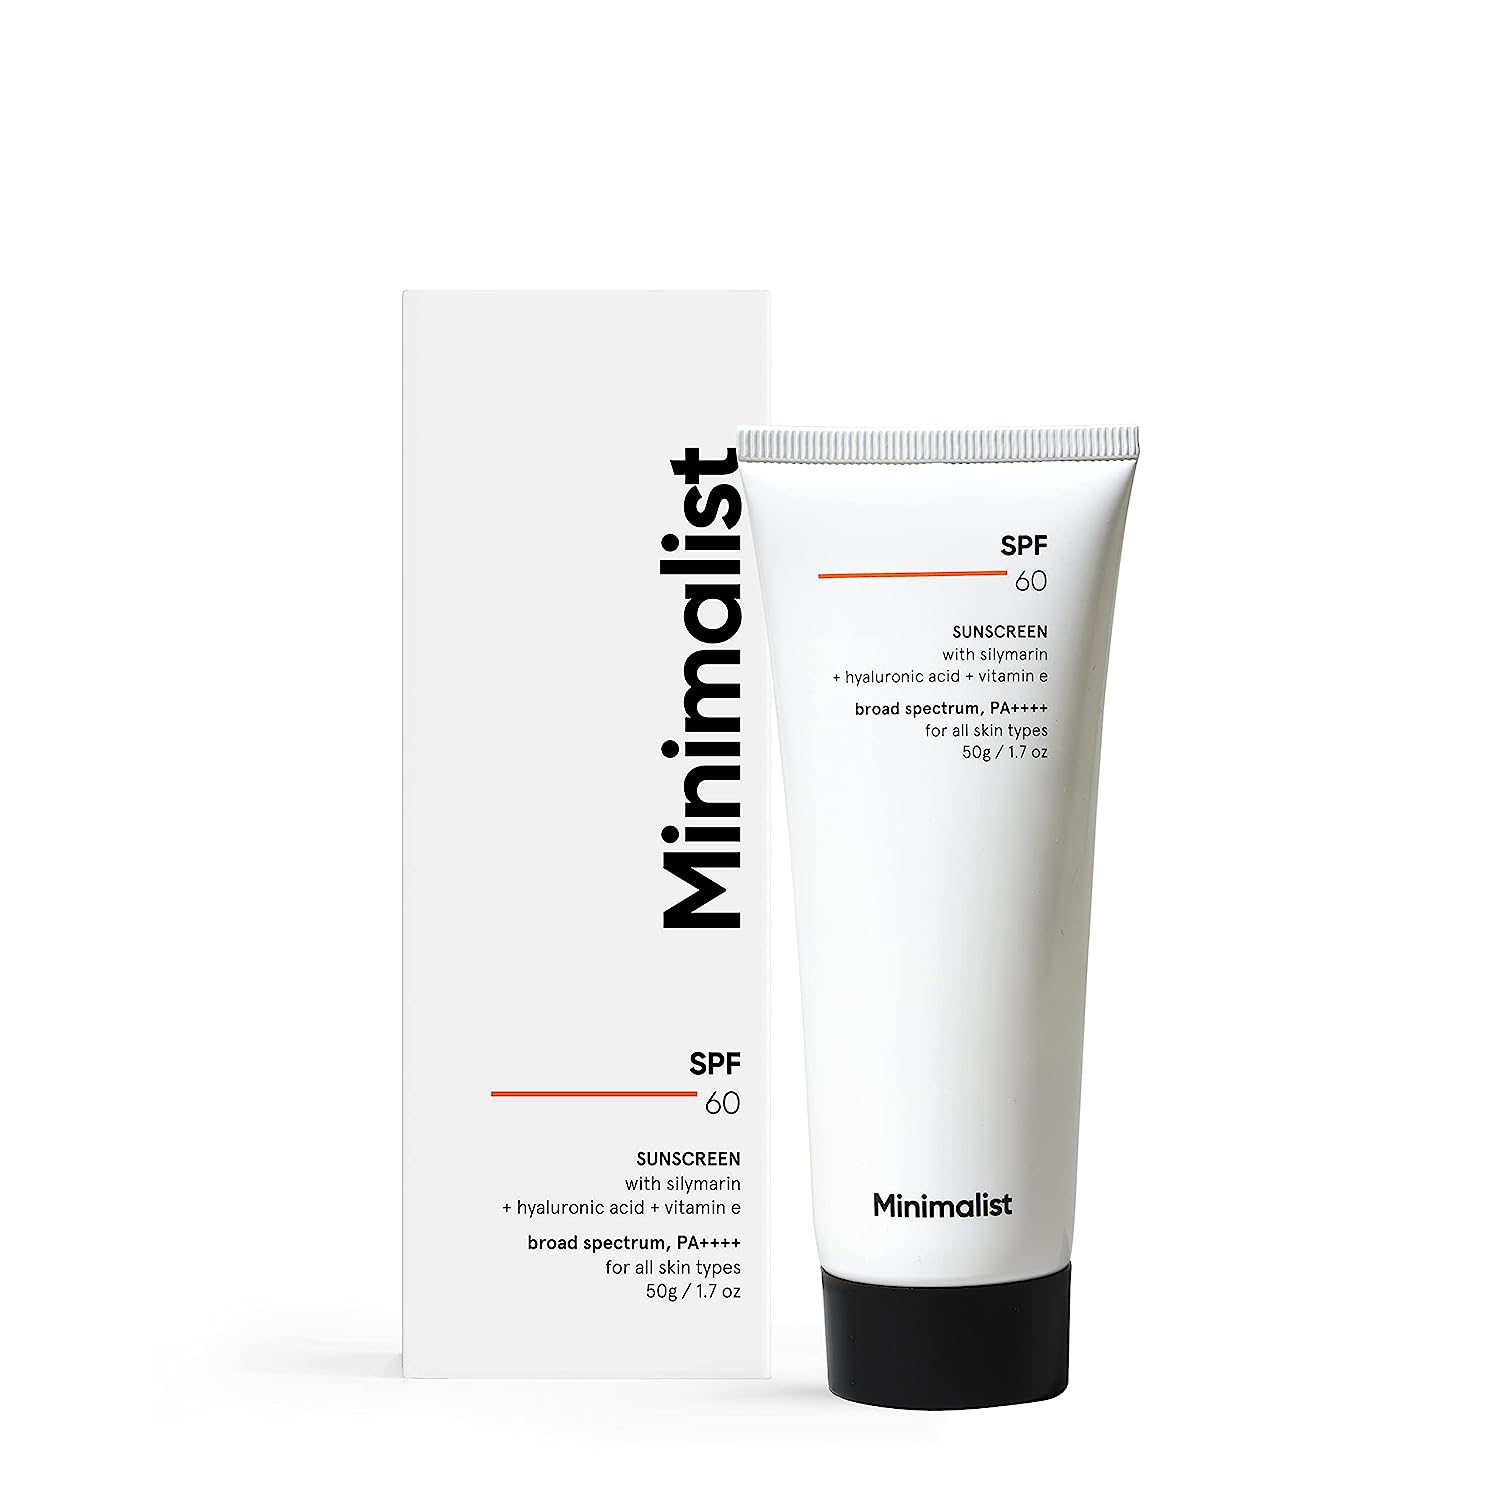 Minimalist
SPF
60
SUNSCREEN
with silymarin
+ hyaluronic acid + vitamin e
broad spectrum, PA++++
for all skin types
50g / 1.7 oz
SPF
60
SUNSCREEN
with silymarin
+ hyaluronic acid + vitamin e
broad spectrum, PA++++
for all skin types
50g / 1.7 oz
Minimalist